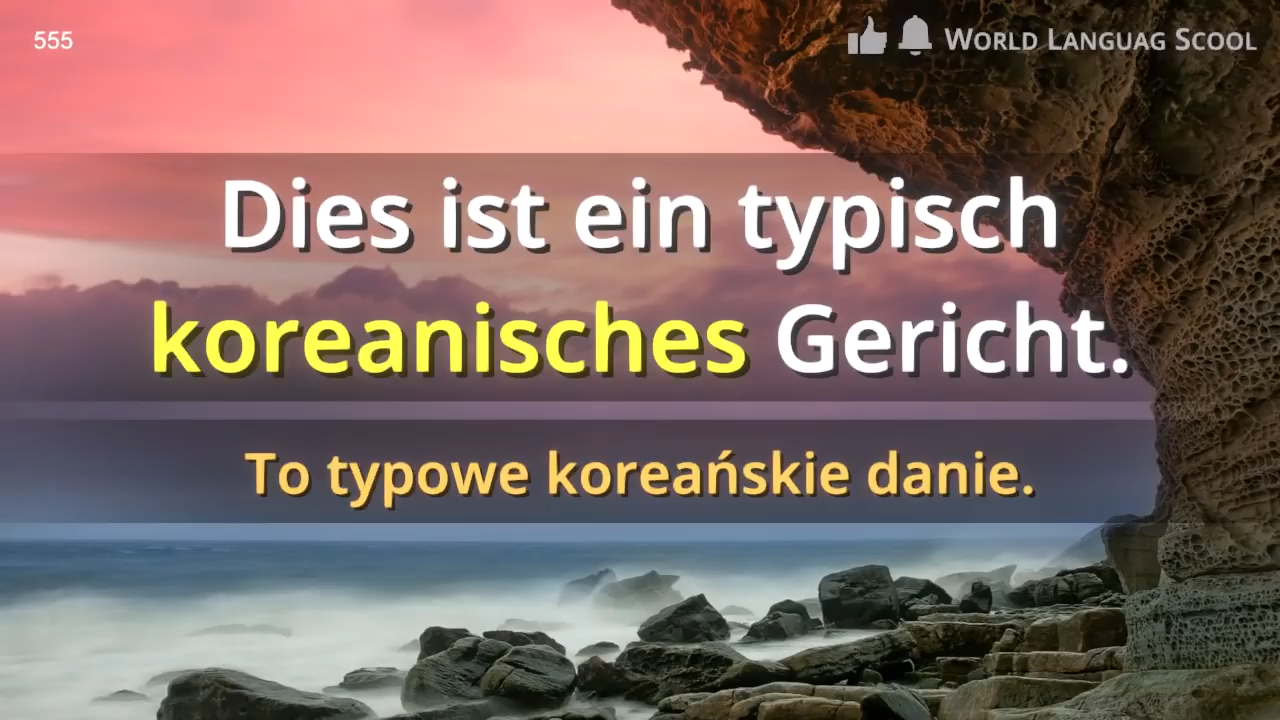 555
WORLD LANGUAG SCOOL
Dies ist ein typisch
koreanisches Gericht.
To typowe koreańskie danie.